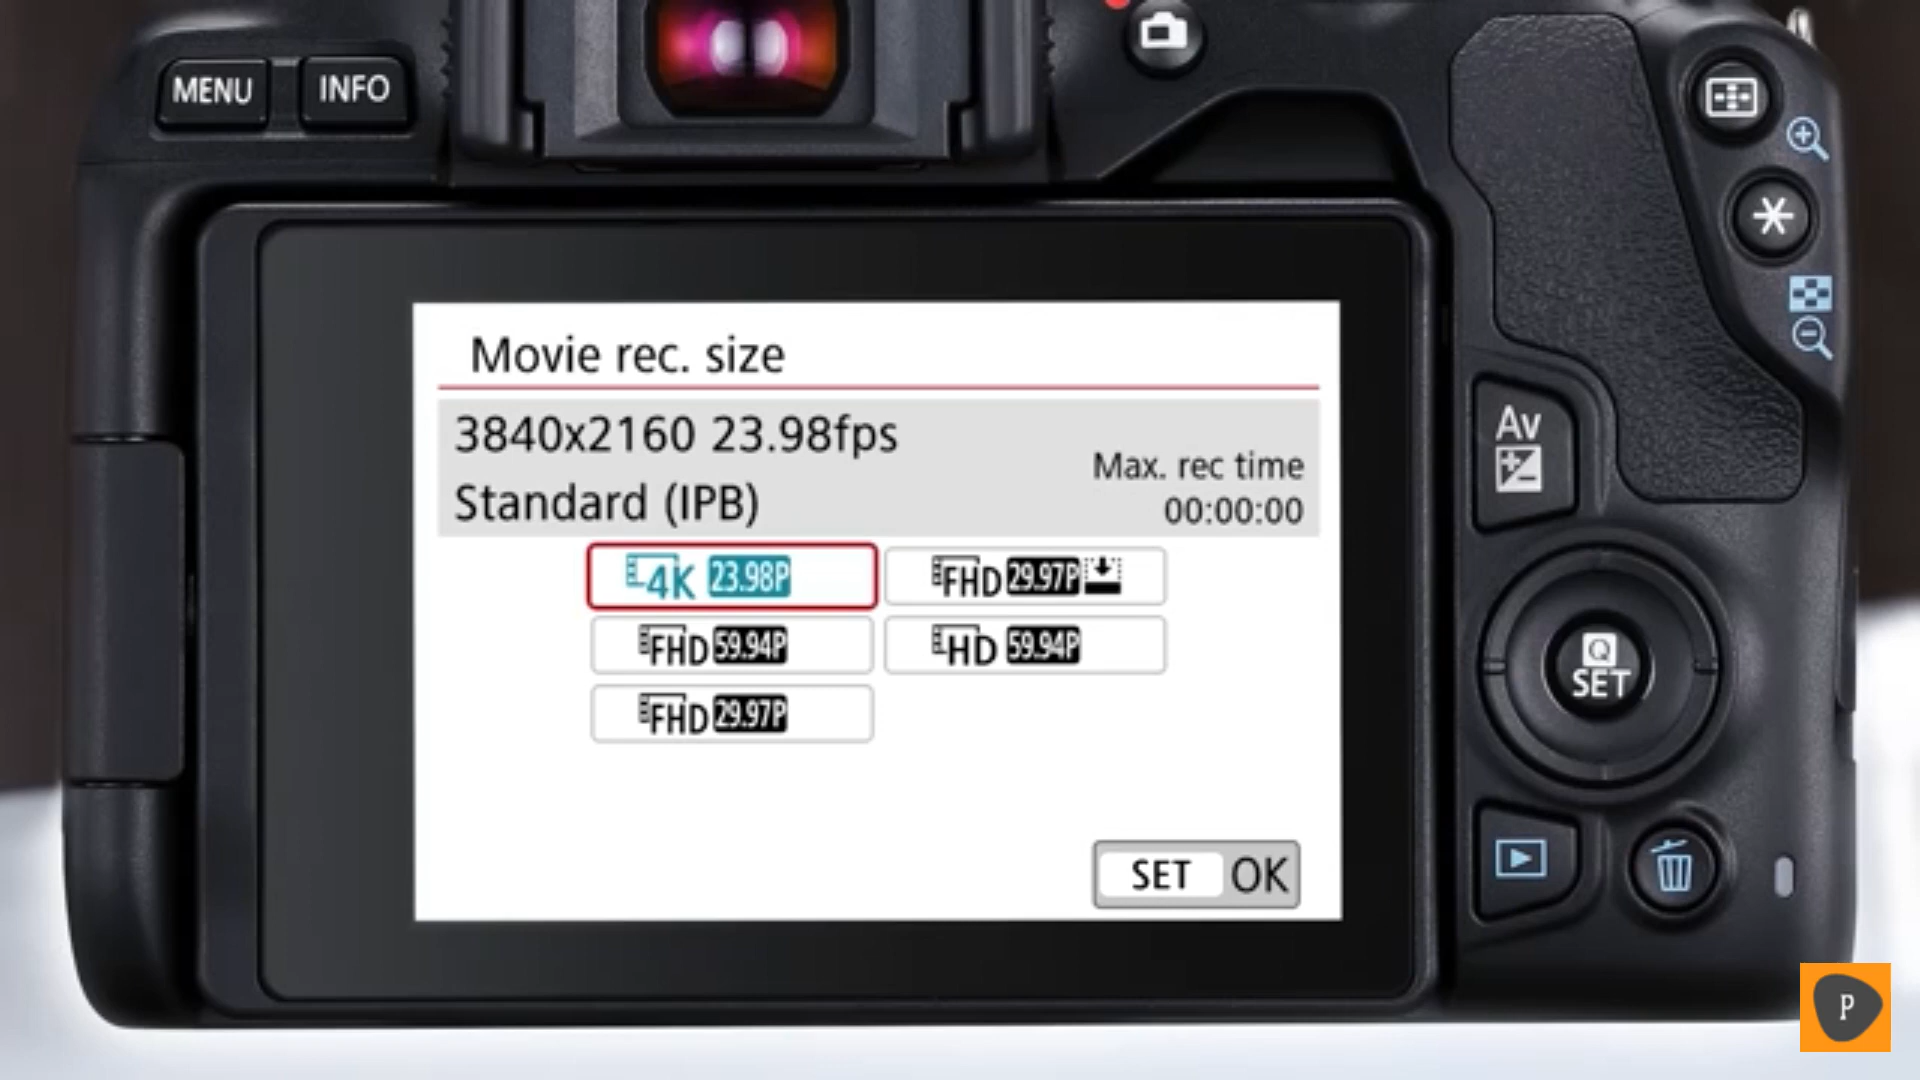 MENU INFO
Movie rec. size
3840x2160 23.98fps
Standard (IPB)
Max. rec time
00:00:00
4K 23.98P
FHD 29.97P
FHD 59.94P
HD 59.94P
FHD 29.97P
SET OK
Av
Q
SET
P